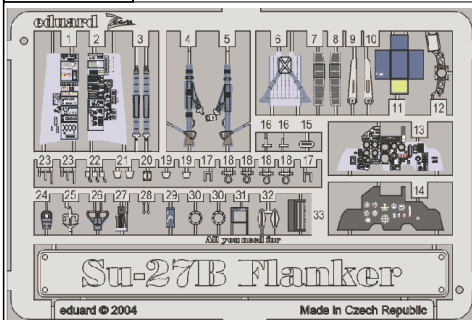 eduard Zoom
1 2 3 4 5 6 7 8 9 10
11 12
16 16 15 13
23 23 22 21 20 19 19 17 18 18 18 18 17
14
24 25 26 27 28 29 30 30 31 32 33
All you need for
Su-27B Flanker
eduard © 2004 Made in Czech Republic